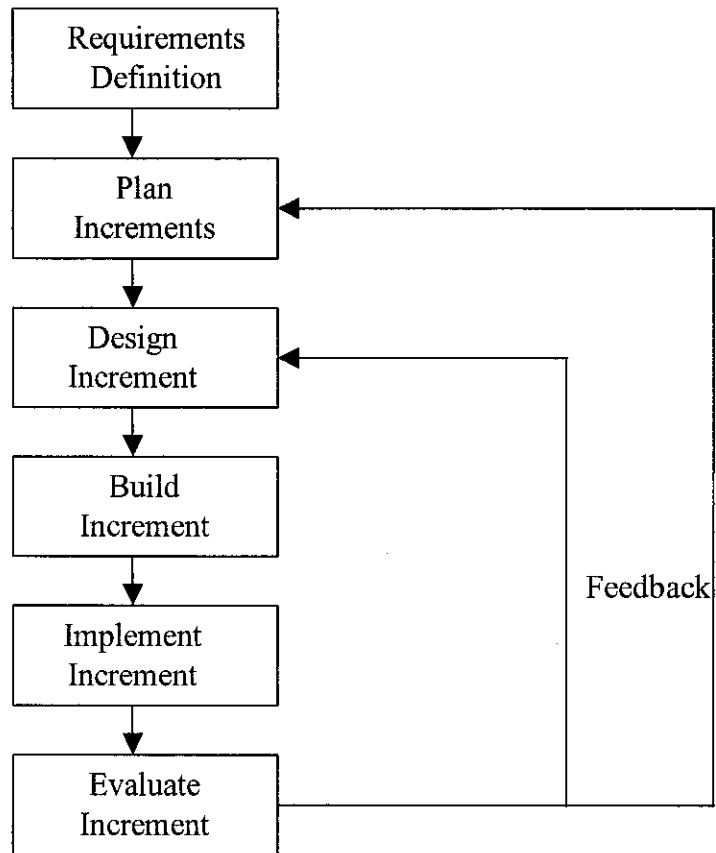 Requirements
Definition
Plan
Increments
Design
Increment
Build
Increment
Feedback
Implement
Increment
Evaluate
Increment